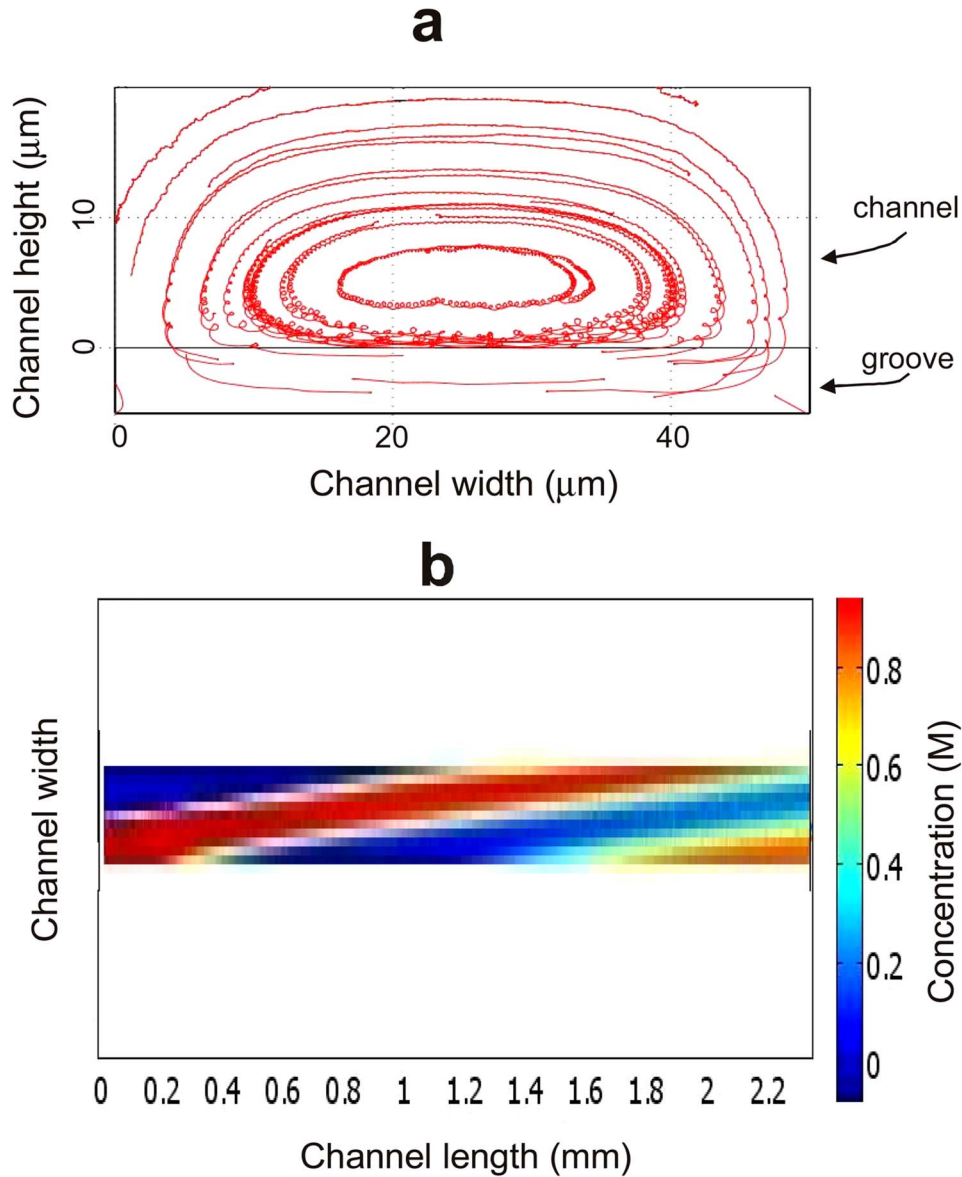 a
Channel height (μm)
10
0
channel
groove
0
20
40
Channel width (μm)
b
Channel width
0.8
0.6
0.4
0.2
0
Concentration (M)
0 0.2 0.4 0.6 0.8 1 1.2 1.4 1.6 1.8 2 2.2
Channel length (mm)